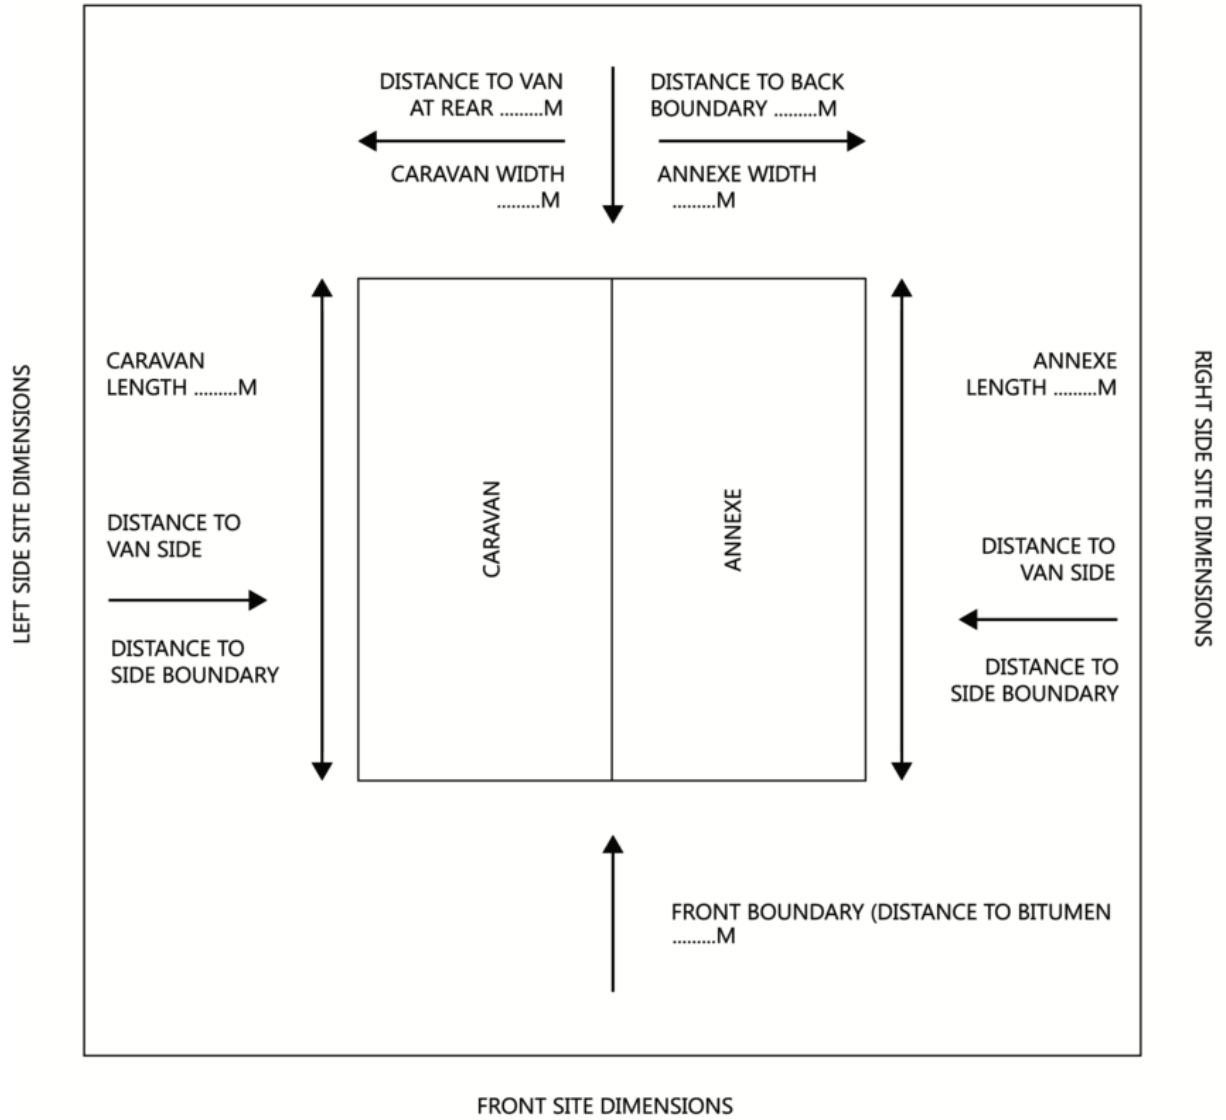 DISTANCE TO VAN
AT REAR .........M
DISTANCE TO BACK
BOUNDARY .........M
CARAVAN WIDTH
.........M
ANNEXE WIDTH
.........M
CARAVAN
LENGTH .........M
ANNEXE
LENGTH .........M
LEFT SIDE SITE DIMENSIONS
RIGHT SIDE SITE DIMENSIONS
CARAVAN
ANNEXE
DISTANCE TO
VAN SIDE
DISTANCE TO
VAN SIDE
DISTANCE TO
SIDE BOUNDARY
DISTANCE TO
SIDE BOUNDARY
FRONT BOUNDARY (DISTANCE TO BITUMEN
.........M
FRONT SITE DIMENSIONS